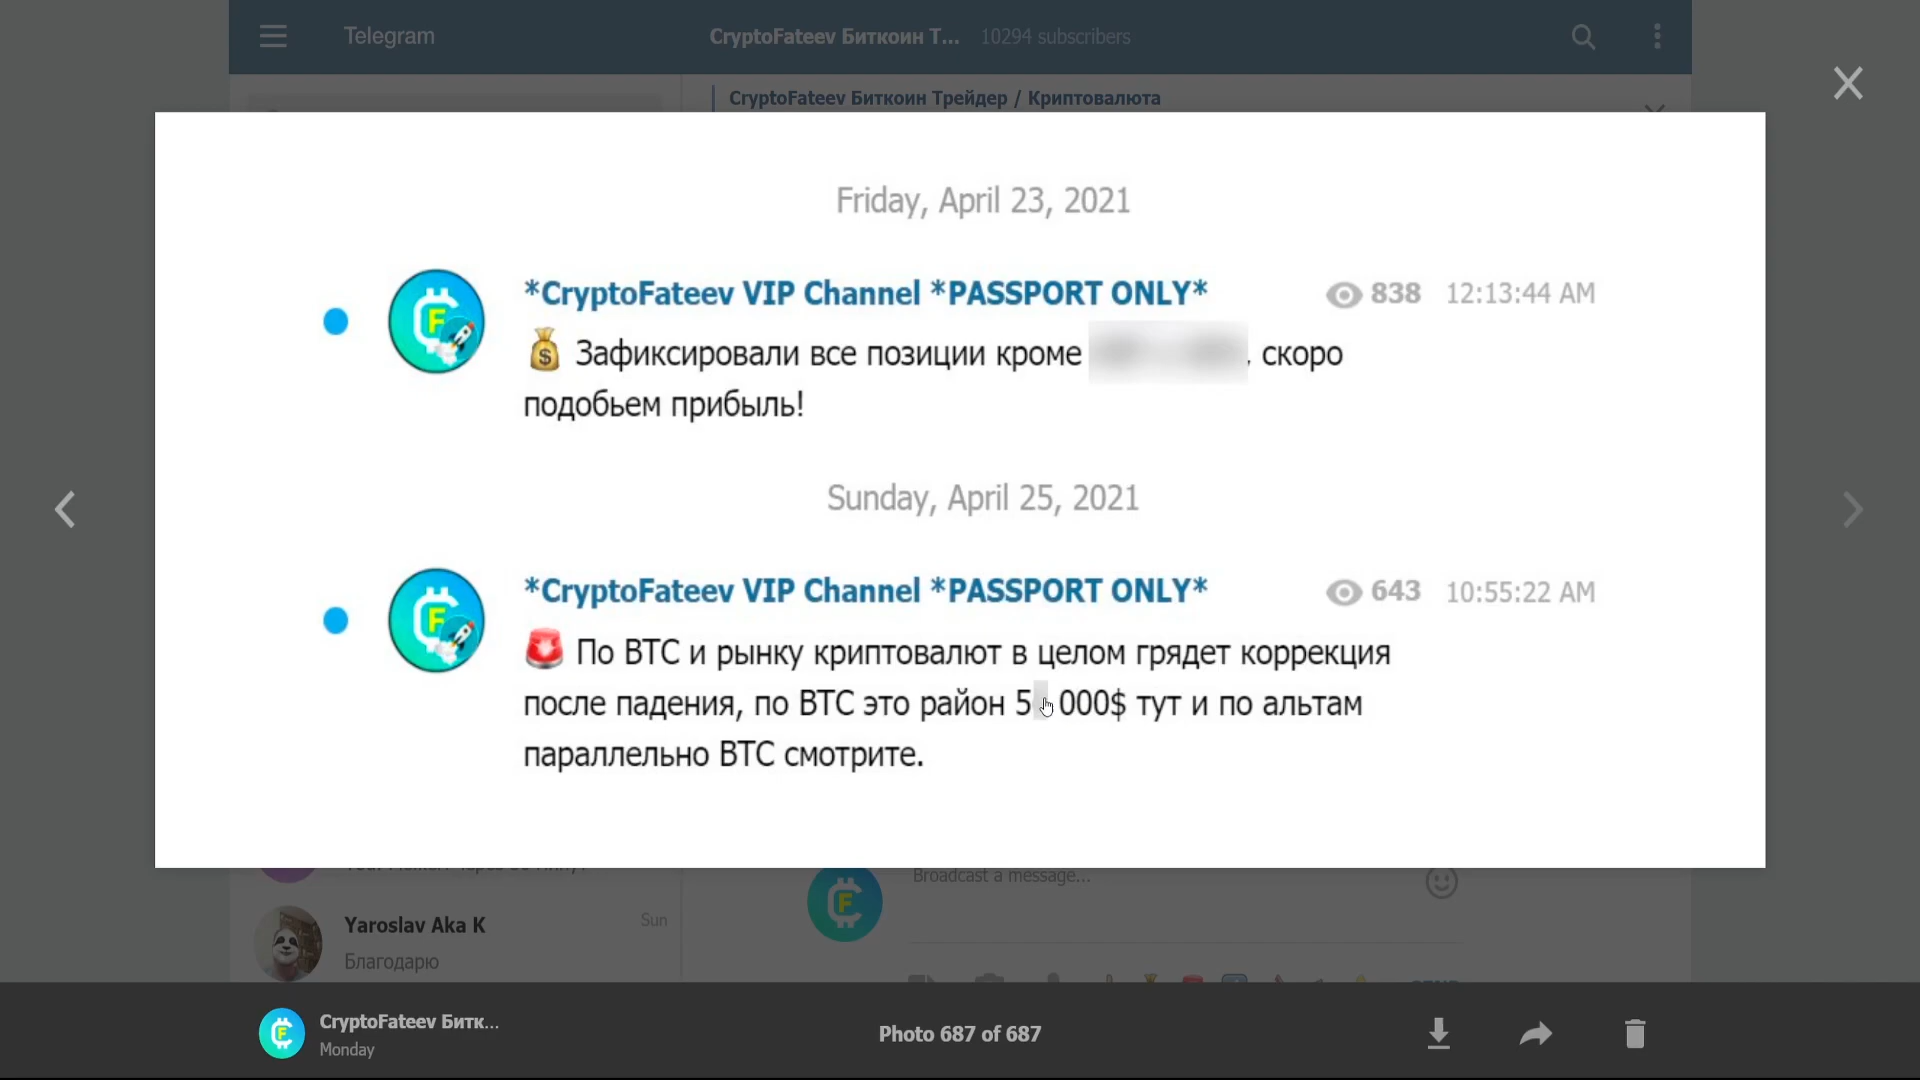 Telegram
CryptoFateev Биткоин Т... 10294 subscribers
CryptoFateev Биткоин Трейдер / Криптовалюта
Friday, April 23, 2021
*CryptoFateev VIP Channel *PASSPORT ONLY* 838 12:13:44 AM
💰 Зафиксировали все позиции кроме , скоро
подобьем прибыль!
Sunday, April 25, 2021
*CryptoFateev VIP Channel *PASSPORT ONLY* 643 10:55:22 AM
🚨 По BTC и рынку криптовалют в целом грядет коррекция
после падения, по BTC это район 5 000$ тут и по альтам
параллельно BTC смотрите.
Broadcast a message...
Yaroslav Aka K Sun
Благодарю
CryptoFateev Битк...
Monday
Photo 687 of 687